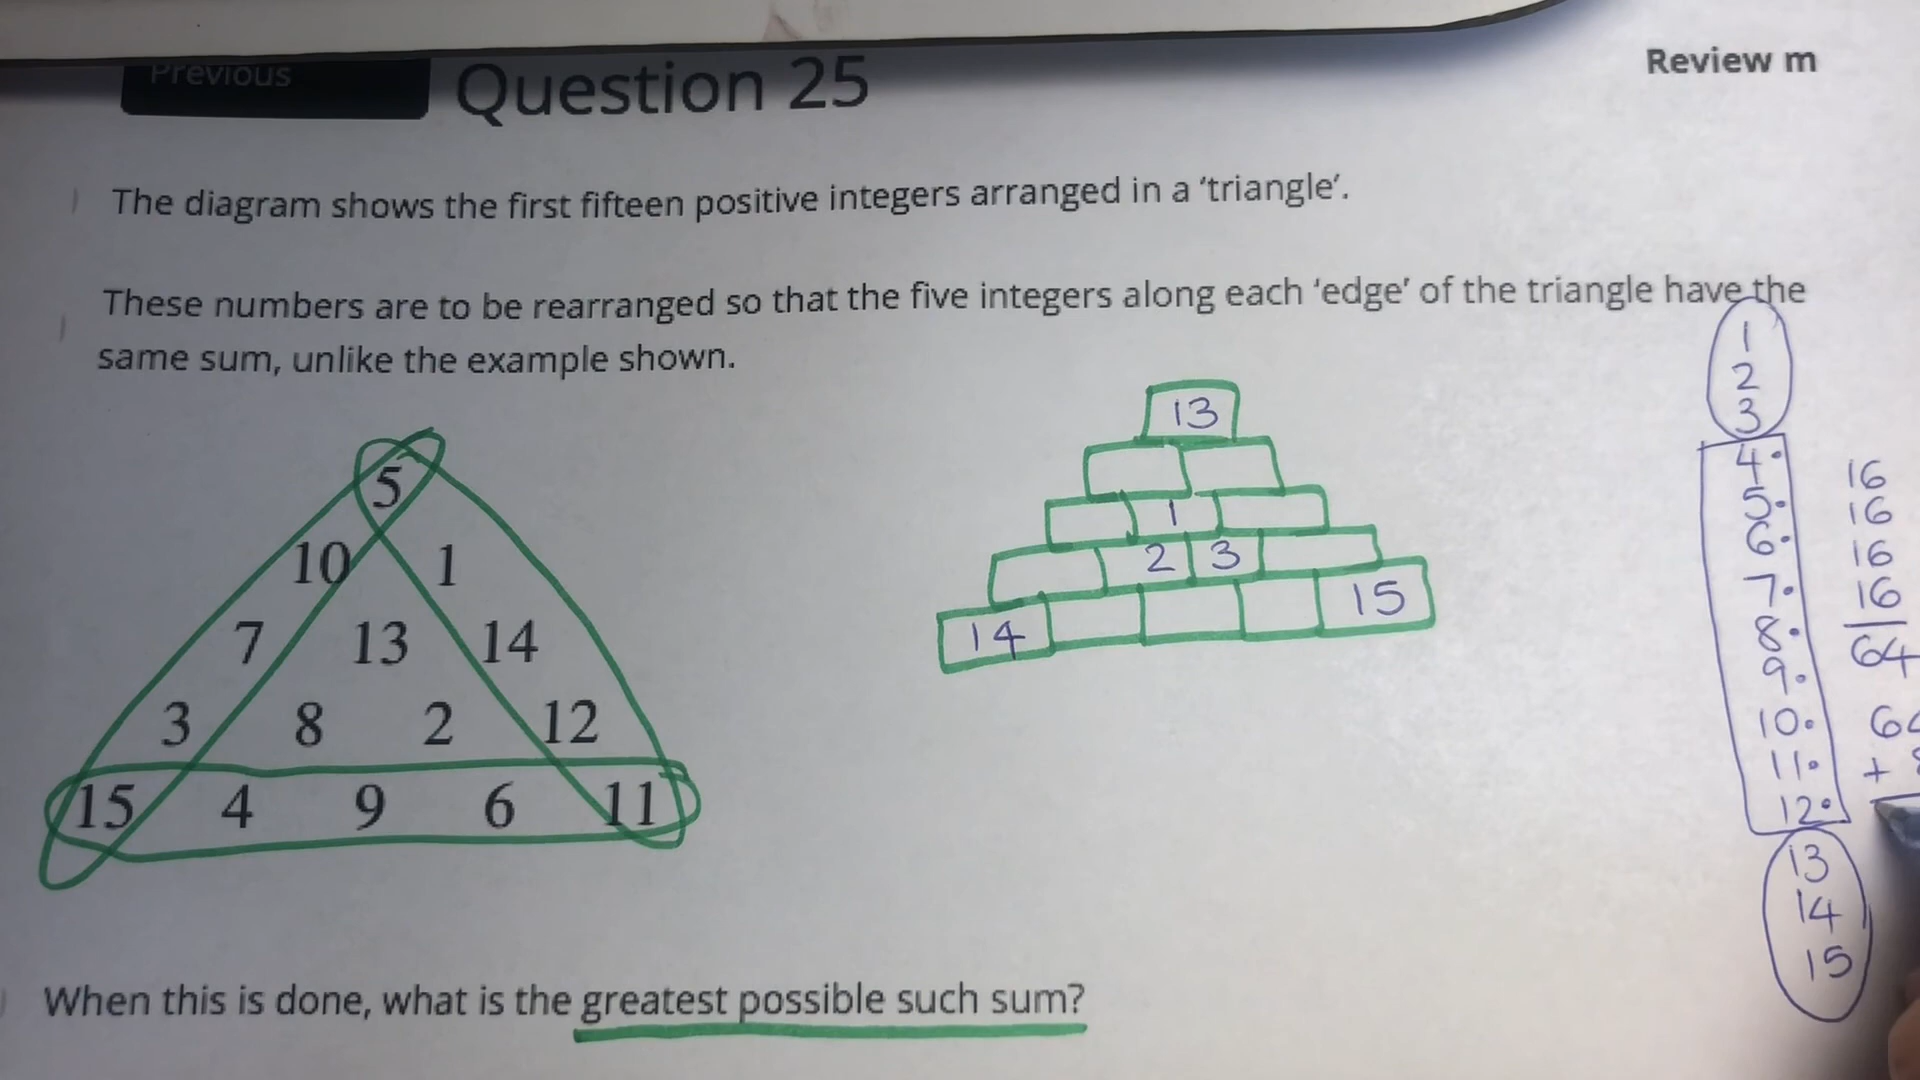 Previous
Question 25
Review m
The diagram shows the first fifteen positive integers arranged in a 'triangle'.
These numbers are to be rearranged so that the five integers along each 'edge' of the triangle have the
same sum, unlike the example shown.
5
10 1
7 13 14
3 8 2 12
15 4 9 6 11
13
1
2 3
14 15
1
2
3
4
5
6
7
8
9
10
11
12
13
14
15
16
16
16
16
64
+
When this is done, what is the greatest possible such sum?